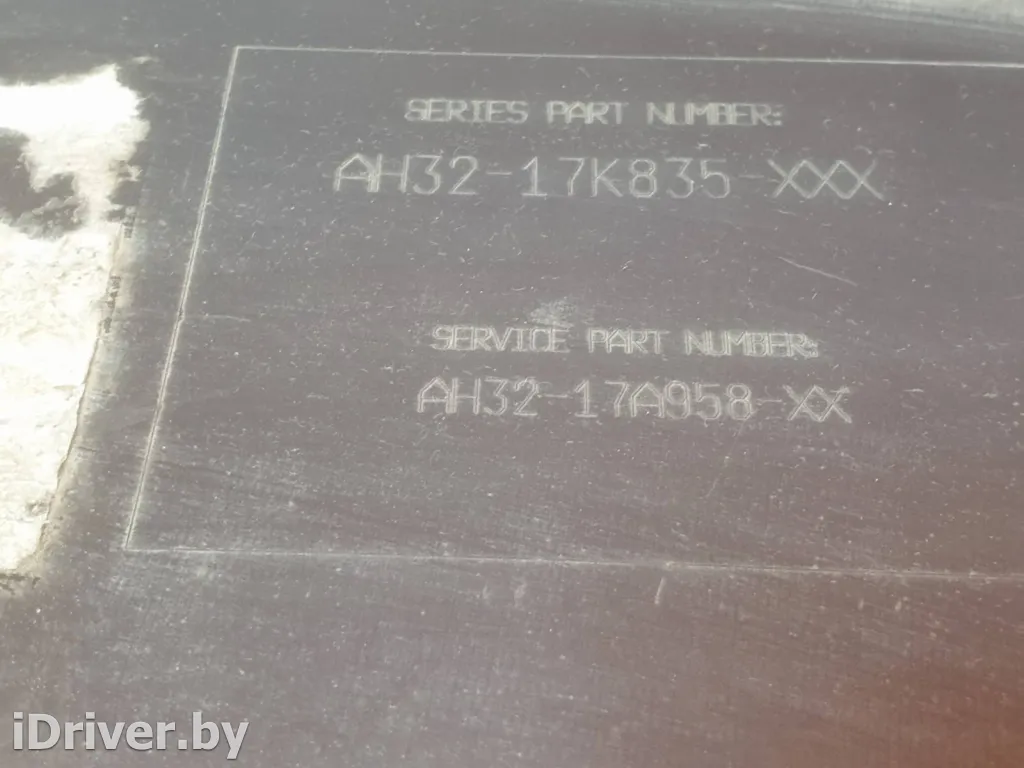 SERIES PART NUMBER:
AH32-17K835-XXX
SERVICE PART NUMBER:
AH32-17A958-XX
iDriver.by